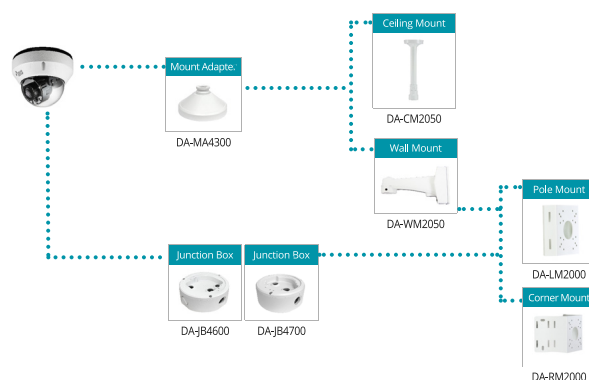 Ceiling Mount
DA-CM2050
Mount Adapte.
DA-MA4300
Wall Mount
DA-WM2050
Pole Mount
DA-LM2000
Junction Box
DA-JB4600
Junction Box
DA-JB4700
Corner Mount
DA-RM2000